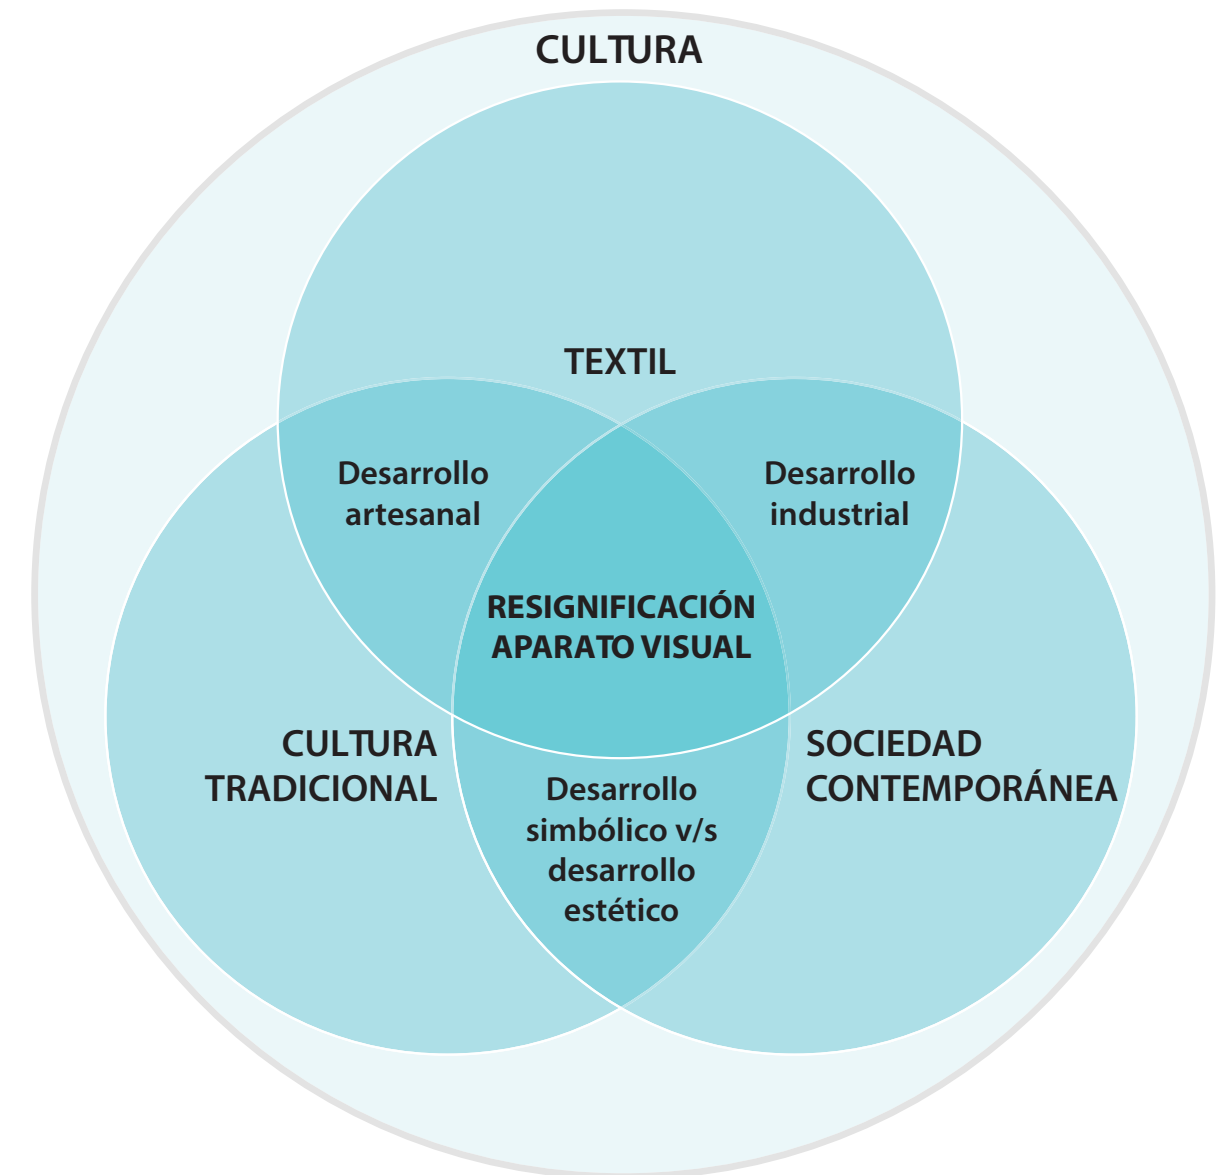 CULTURA
TEXTIL
Desarrollo
artesanal
Desarrollo
industrial
RESIGNIFICACIÓN
APARATO VISUAL
CULTURA
TRADICIONAL
SOCIEDAD
CONTEMPORÁNEA
Desarrollo
simbólico v/s
desarrollo
estético